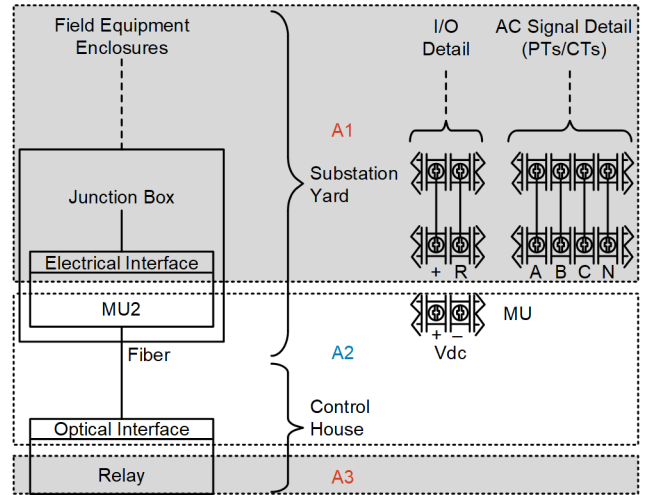 Field Equipment
Enclosures
I/O
Detail
AC Signal Detail
(PTs/CTs)
A1
Substation
Yard
Junction Box
Electrical Interface
+ R
A B C N
MU2
MU
+ –
Vdc
Fiber
A2
Control
House
Optical Interface
Relay
A3